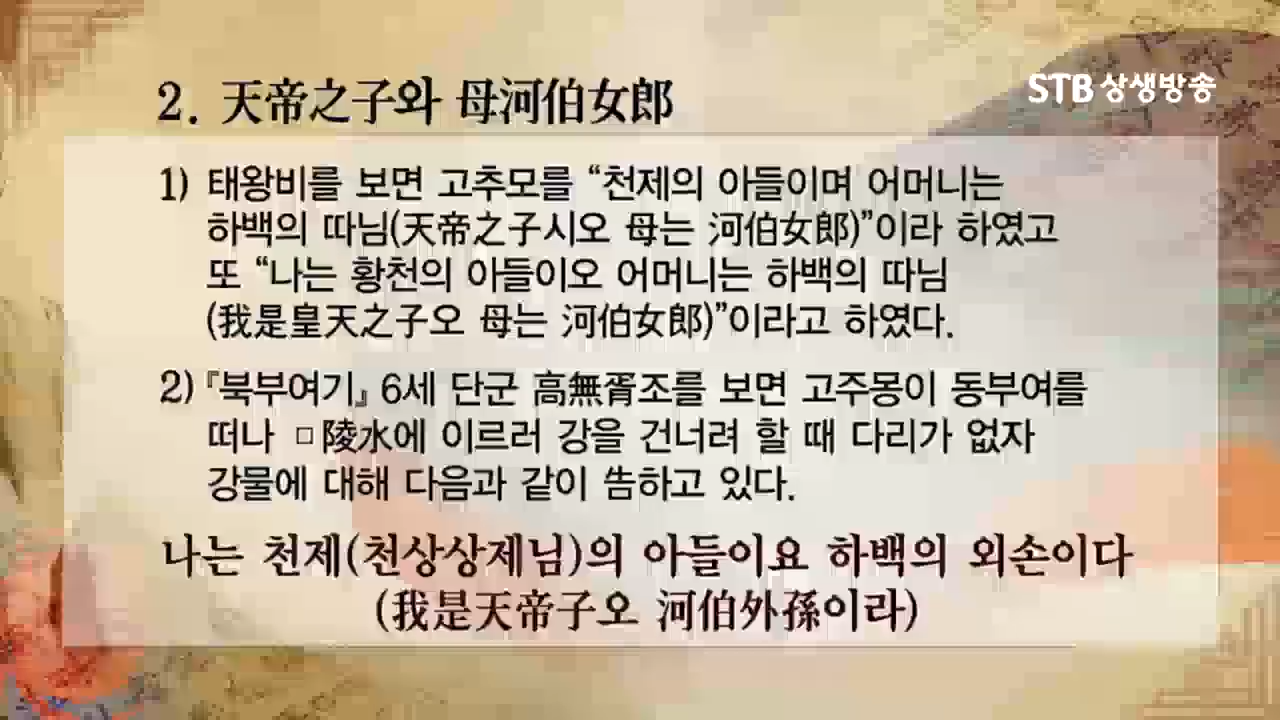 STB 상생방송
2. 天帝之子와 母河伯女郎
1) 태왕비를 보면 고추모를 “천제의 아들이며 어머니는
하백의 따님(天帝之子시오 母는 河伯女郎)”이라 하였고
또 “나는 황천의 아들이오 어머니는 하백의 따님
(我是皇天之子오 母는 河伯女郎)”이라고 하였다.
2) 『북부여기』 6세 단군 高無胥조를 보면 고주몽이 동부여를
떠나 □陵水에 이르러 강을 건너려 할 때 다리가 없자
강물에 대해 다음과 같이 告하고 있다.
나는 천제(천상상제님)의 아들이요 하백의 외손이다
(我是天帝子오 河伯外孫이라)